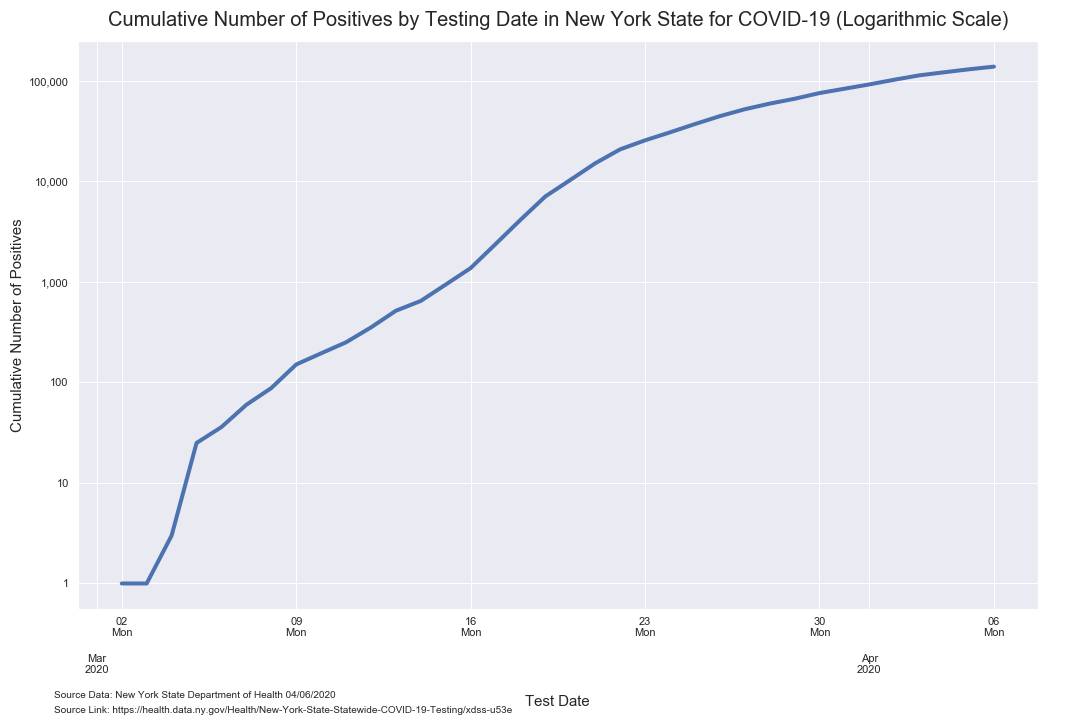 Cumulative Number of Positives by Testing Date in New York State for COVID-19 (Logarithmic Scale)
Cumulative Number of Positives
100,000
10,000
1,000
100
10
1
02 09 16 23 30 06
Mon Mon Mon Mon Mon Mon
Mar Apr
2020 2020
Test Date
Source Data: New York State Department of Health 04/06/2020
Source Link: https://health.data.ny.gov/Health/New-York-State-Statewide-COVID-19-Testing/xdss-u53e